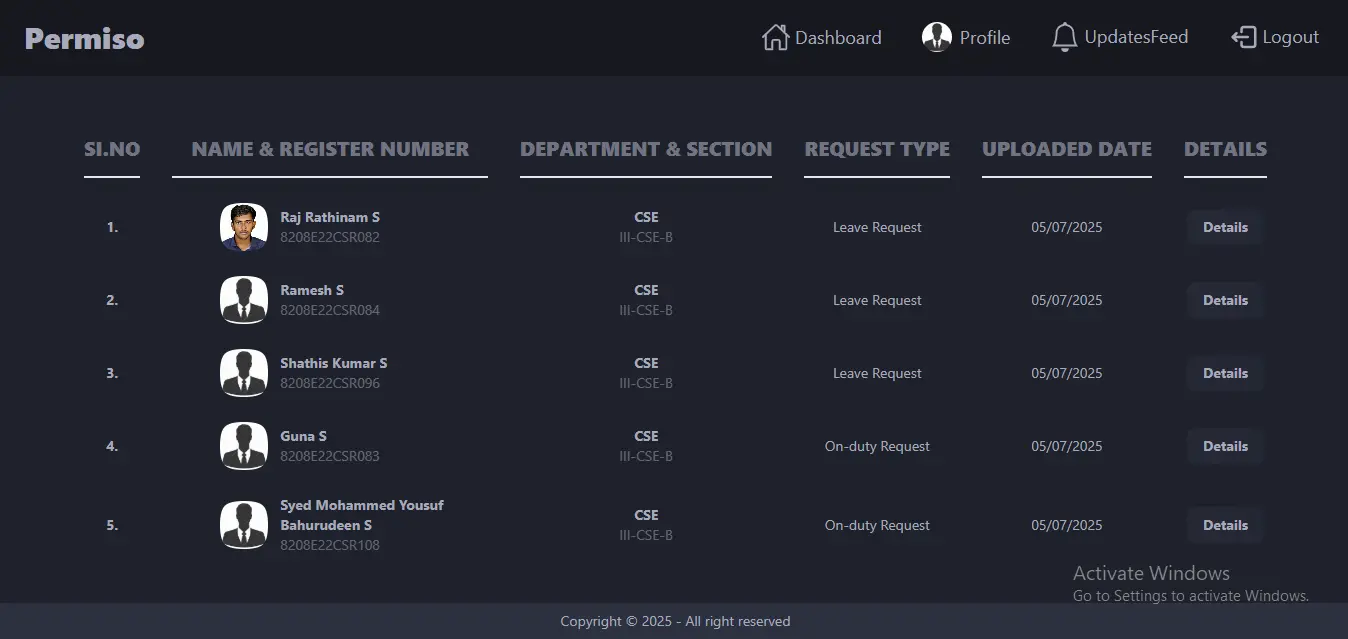 Permiso
Dashboard Profile UpdatesFeed Logout
SI.NO NAME & REGISTER NUMBER DEPARTMENT & SECTION REQUEST TYPE UPLOADED DATE DETAILS
1. Raj Rathinam S 8208E22CSR082 CSE III-CSE-B Leave Request 05/07/2025 Details
2. Ramesh S 8208E22CSR084 CSE III-CSE-B Leave Request 05/07/2025 Details
3. Shathis Kumar S 8208E22CSR096 CSE III-CSE-B Leave Request 05/07/2025 Details
4. Guna S 8208E22CSR083 CSE III-CSE-B On-duty Request 05/07/2025 Details
5. Syed Mohammed Yousuf Bahurudeen S 8208E22CSR108 CSE III-CSE-B On-duty Request 05/07/2025 Details
Activate Windows
Go to Settings to activate Windows.
Copyright © 2025 - All right reserved